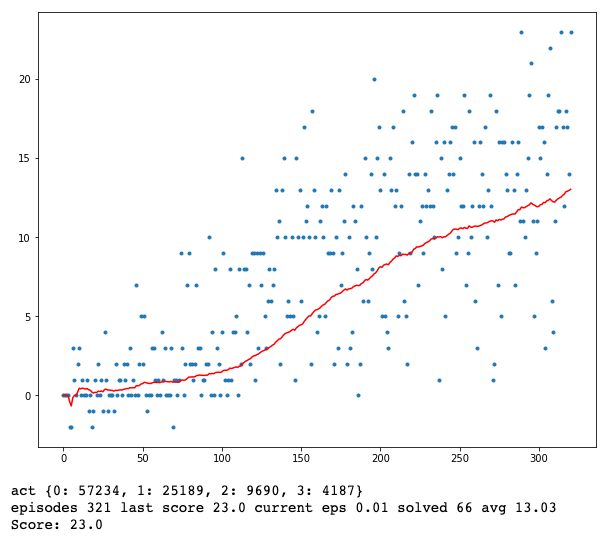 20
15
10
5
0
0 50 100 150 200 250 300
act {0: 57234, 1: 25189, 2: 9690, 3: 4187}
episodes 321 last score 23.0 current eps 0.01 solved 66 avg 13.03
Score: 23.0